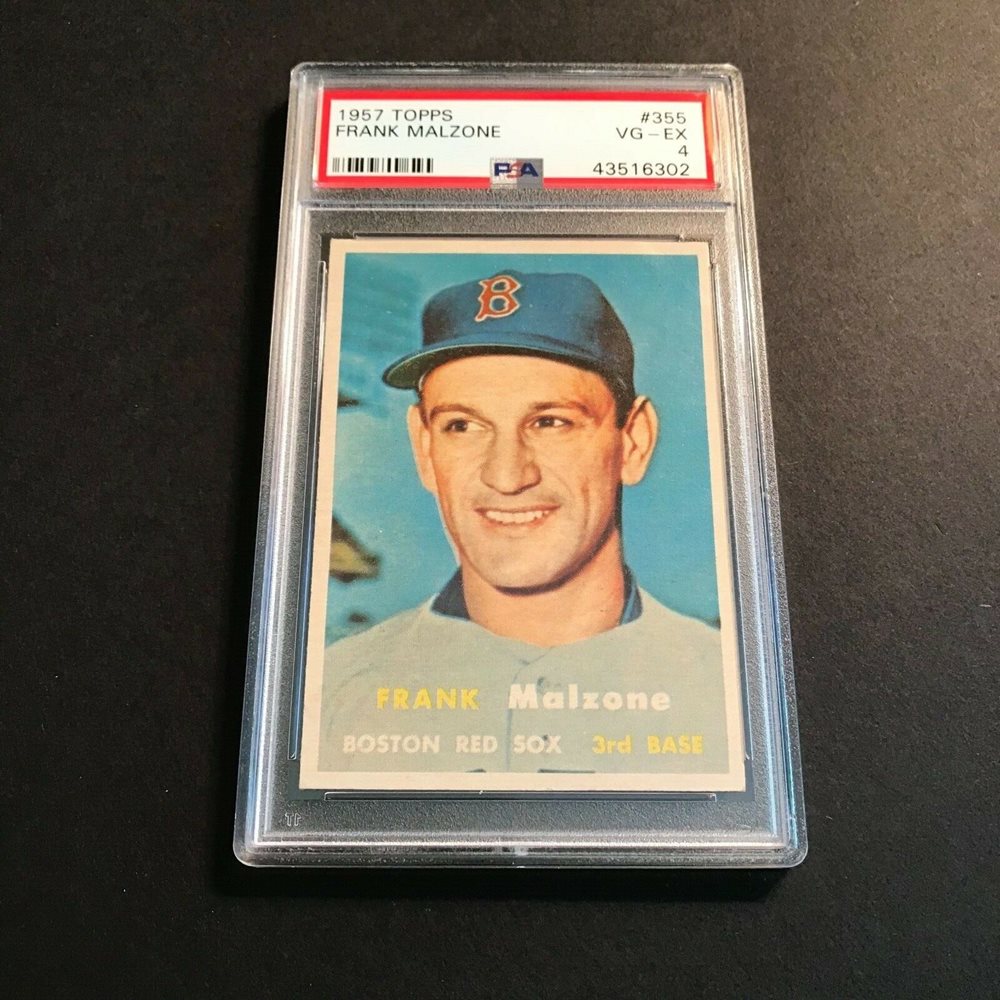 1957 TOPPS #355
FRANK MALZONE VG-EX
4
PSA 43516302
B
FRANK Malzone
BOSTON RED SOX 3rd BASE